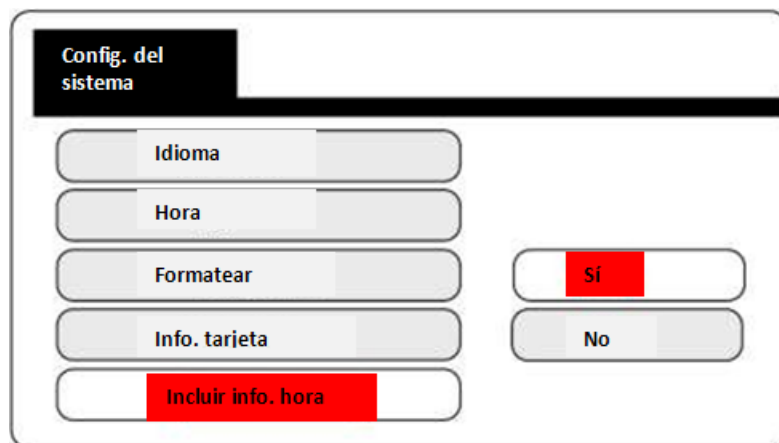 Config. del
sistema
Idioma
Hora
Formatear
Sí
Info. tarjeta
No
Incluir info. hora